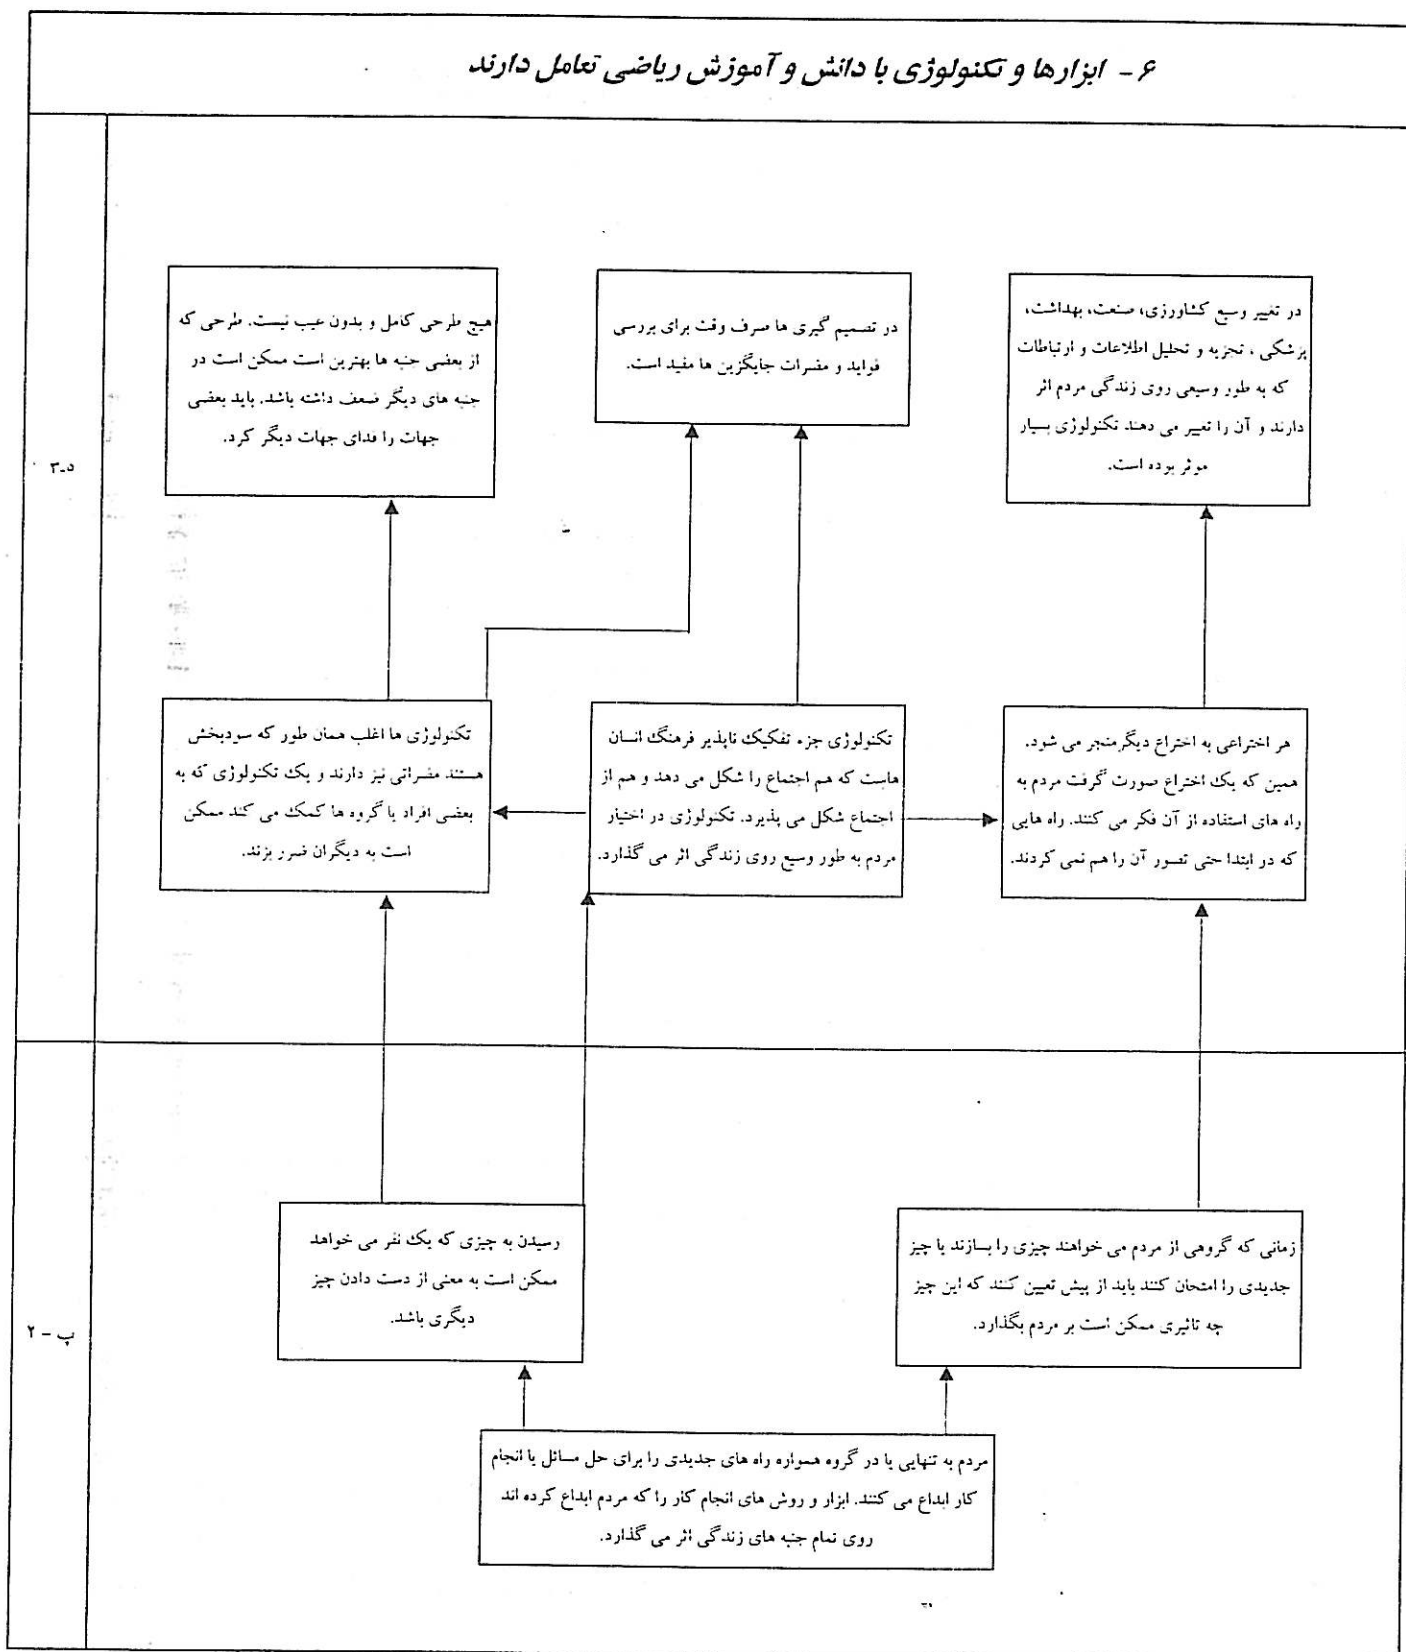 ۶ - ابزارها و تکنولوژی با دانش و آموزش ریاضی تعامل دارند
در تغییر وسیع کشاورزی، صنعت، بهداشت،
پزشکی ، تجزیه و تحلیل اطلاعات و ارتباطات
که به طور وسیعی روی زندگی مردم اثر
دارند و آن را تغییر می دهند تکنولوژی بسیار
موثر بوده است.
در تصمیم گیری ها صرف وقت برای بررسی
فواید و مضرات جایگزین ها مفید است.
هیچ طرحی کامل و بدون عیب نیست. طرحی که
از بعضی جنبه ها بهترین است ممکن است در
جنبه های دیگر ضعف داشته باشد. باید بعضی
جهات را فدای جهات دیگر کرد.
۳-۵
هر اختراعی به اختراع دیگر منجر می شود.
همین که یک اختراع صورت گرفت مردم به
راه های استفاده از آن فکر می کنند. راه هایی
که در ابتدا حتی تصور آن را هم نمی کردند.
تکنولوژی جزء تفکیک ناپذیر فرهنگ انسان
هاست که هم اجتماع را شکل می دهد و هم از
اجتماع شکل می پذیرد. تکنولوژی در اختیار
مردم به طور وسیع روی زندگی اثر می گذارد.
تکنولوژی ها اغلب همان طور که سودبخش
هستند مضراتی نیز دارند و یک تکنولوژی که به
بعضی افراد یا گروه ها کمک می کند ممکن
است به دیگران ضرر بزند.
زمانی که گروهی از مردم می خواهند چیزی را بسازند یا چیز
جدیدی را امتحان کنند باید از پیش تعیین کنند که این چیز
چه تاثیری ممکن است بر مردم بگذارد.
رسیدن به چیزی که یک نفر می خواهد
ممکن است به معنی از دست دادن چیز
دیگری باشد.
پ - ۲
مردم به تنهایی یا در گروه همواره راه های جدیدی را برای حل مسائل یا انجام
کار ابداع می کنند. ابزار و روش های انجام کار را که مردم ابداع کرده اند
روی تمام جنبه های زندگی اثر می گذارد.